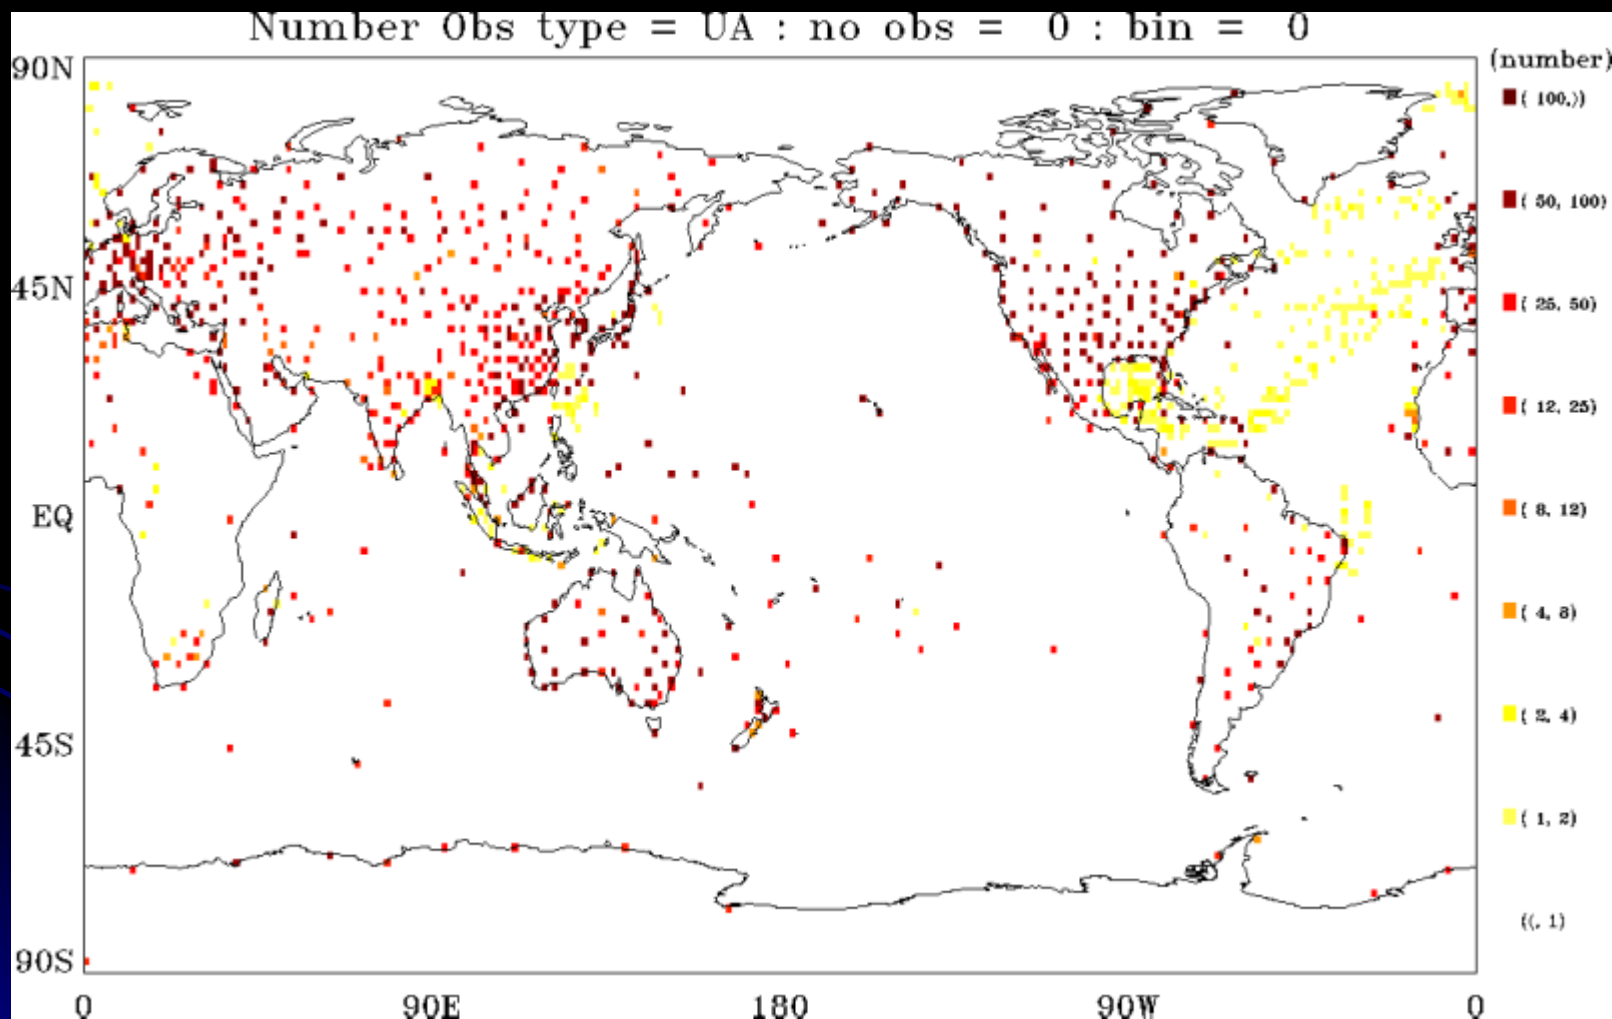 Number Obs type = UA : no obs = 0 : bin = 0
(number)
90N
45N
EQ
45S
90S
0 90E 180 90W 0
( 100,))
( 50, 100)
( 25, 50)
( 12, 25)
( 8, 12)
( 4, 8)
( 2, 4)
( 1, 2)
((, 1)